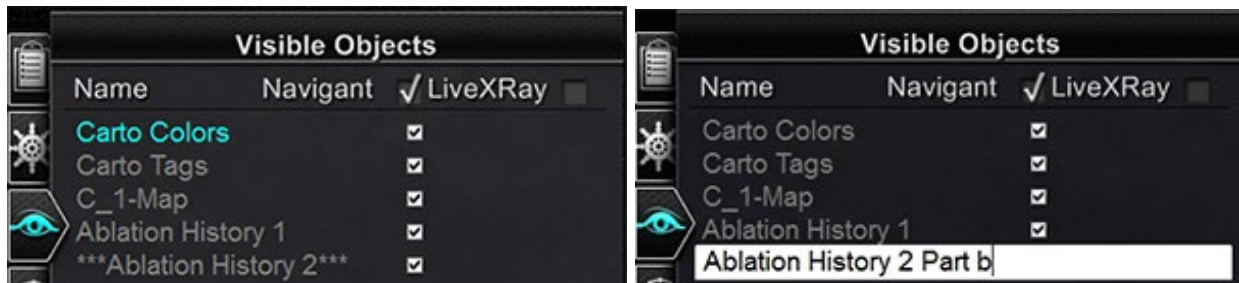 Visible Objects
Name Navigant LiveXRay
Carto Colors
Carto Tags
C_1-Map
Ablation History 1
***Ablation History 2***
Visible Objects
Name Navigant LiveXRay
Carto Colors
Carto Tags
C_1-Map
Ablation History 1
Ablation History 2 Part b